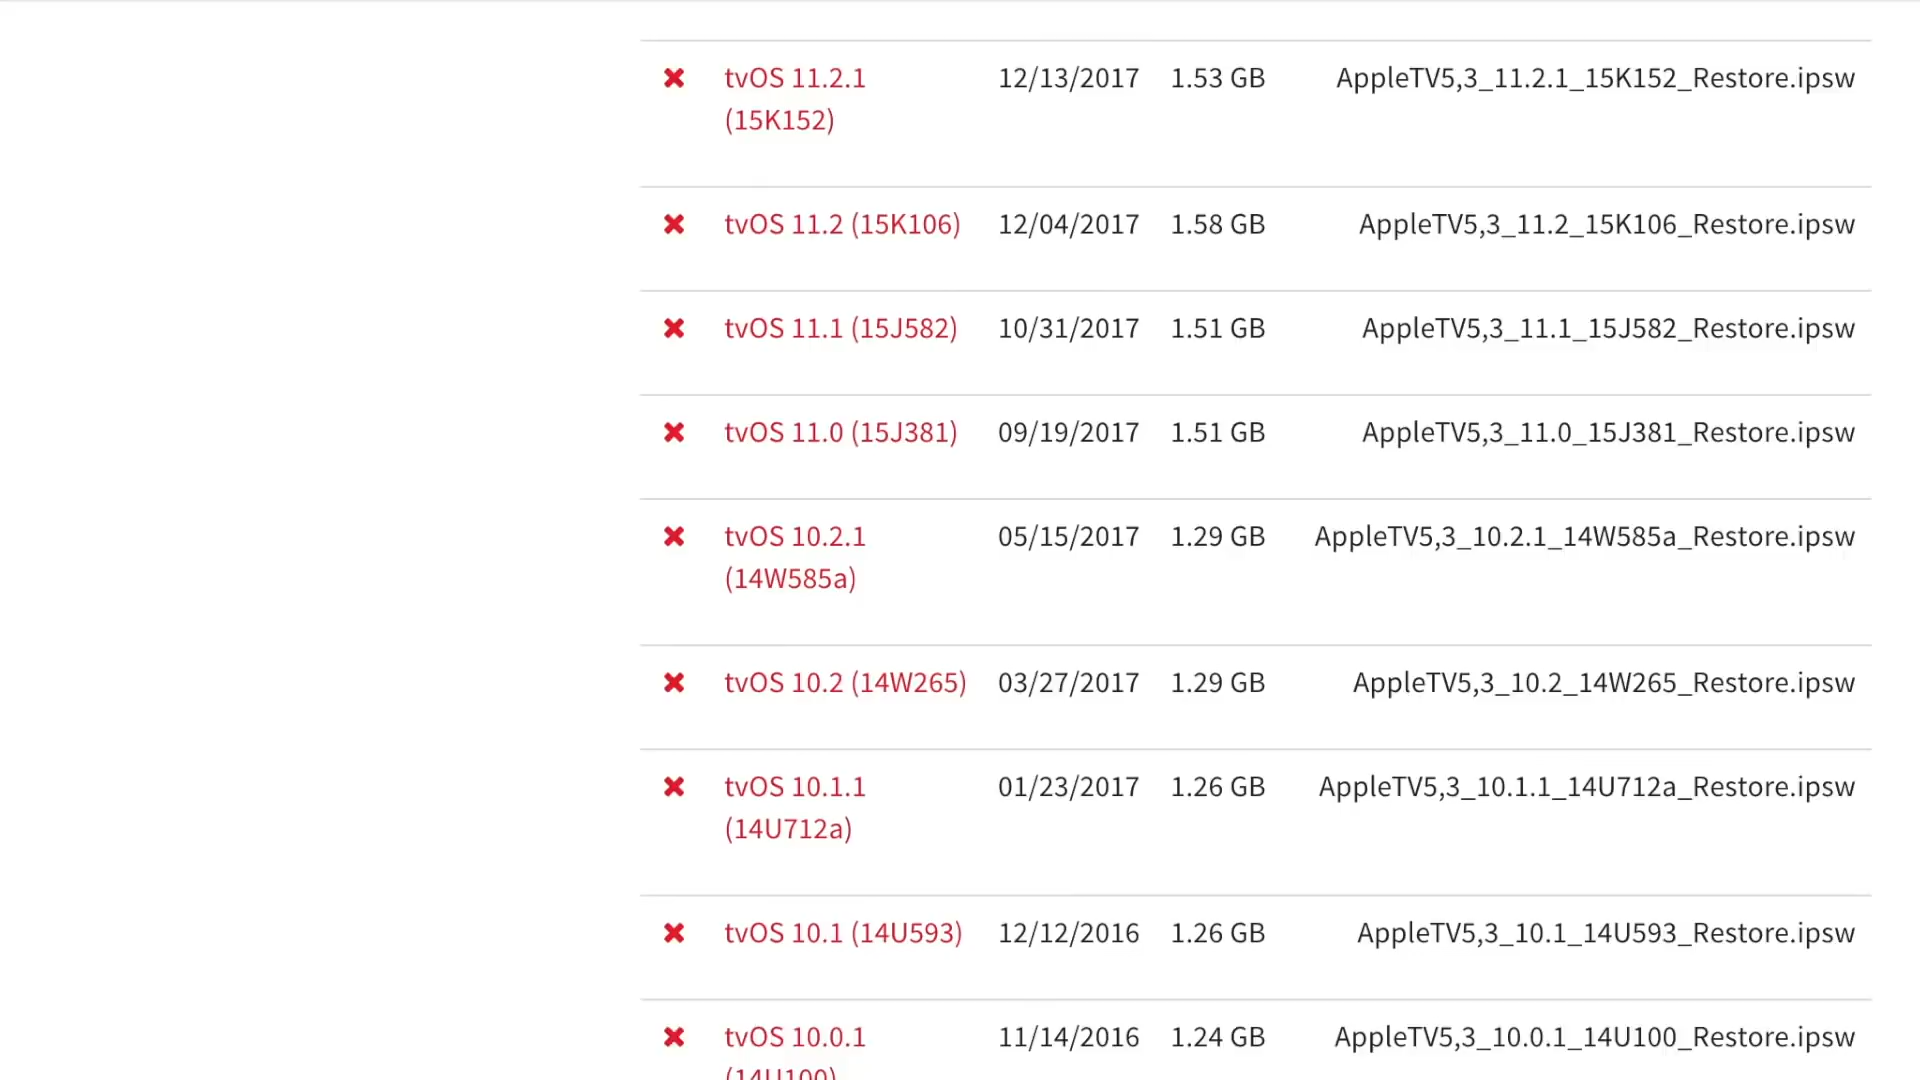 tvOS 11.2.1 12/13/2017 1.53 GB AppleTV5,3_11.2.1_15K152_Restore.ipsw
(15K152)
tvOS 11.2 (15K106) 12/04/2017 1.58 GB AppleTV5,3_11.2_15K106_Restore.ipsw
tvOS 11.1 (15J582) 10/31/2017 1.51 GB AppleTV5,3_11.1_15J582_Restore.ipsw
tvOS 11.0 (15J381) 09/19/2017 1.51 GB AppleTV5,3_11.0_15J381_Restore.ipsw
tvOS 10.2.1 05/15/2017 1.29 GB AppleTV5,3_10.2.1_14W585a_Restore.ipsw
(14W585a)
tvOS 10.2 (14W265) 03/27/2017 1.29 GB AppleTV5,3_10.2_14W265_Restore.ipsw
tvOS 10.1.1 01/23/2017 1.26 GB AppleTV5,3_10.1.1_14U712a_Restore.ipsw
(14U712a)
tvOS 10.1 (14U593) 12/12/2016 1.26 GB AppleTV5,3_10.1_14U593_Restore.ipsw
tvOS 10.0.1 11/14/2016 1.24 GB AppleTV5,3_10.0.1_14U100_Restore.ipsw
(14U100)